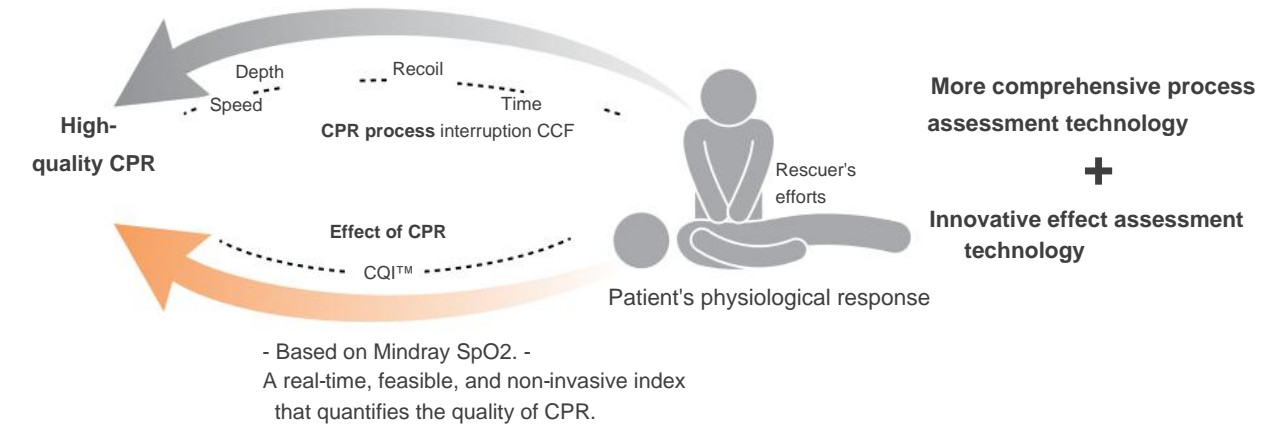 Depth
Recoil
Speed
Time
CPR process interruption CCF
High-
quality CPR
Rescuer's
efforts
More comprehensive process
assessment technology
+
Innovative effect assessment
technology
Effect of CPR
CQI™
Patient's physiological response
- Based on Mindray SpO2. -
A real-time, feasible, and non-invasive index
that quantifies the quality of CPR.